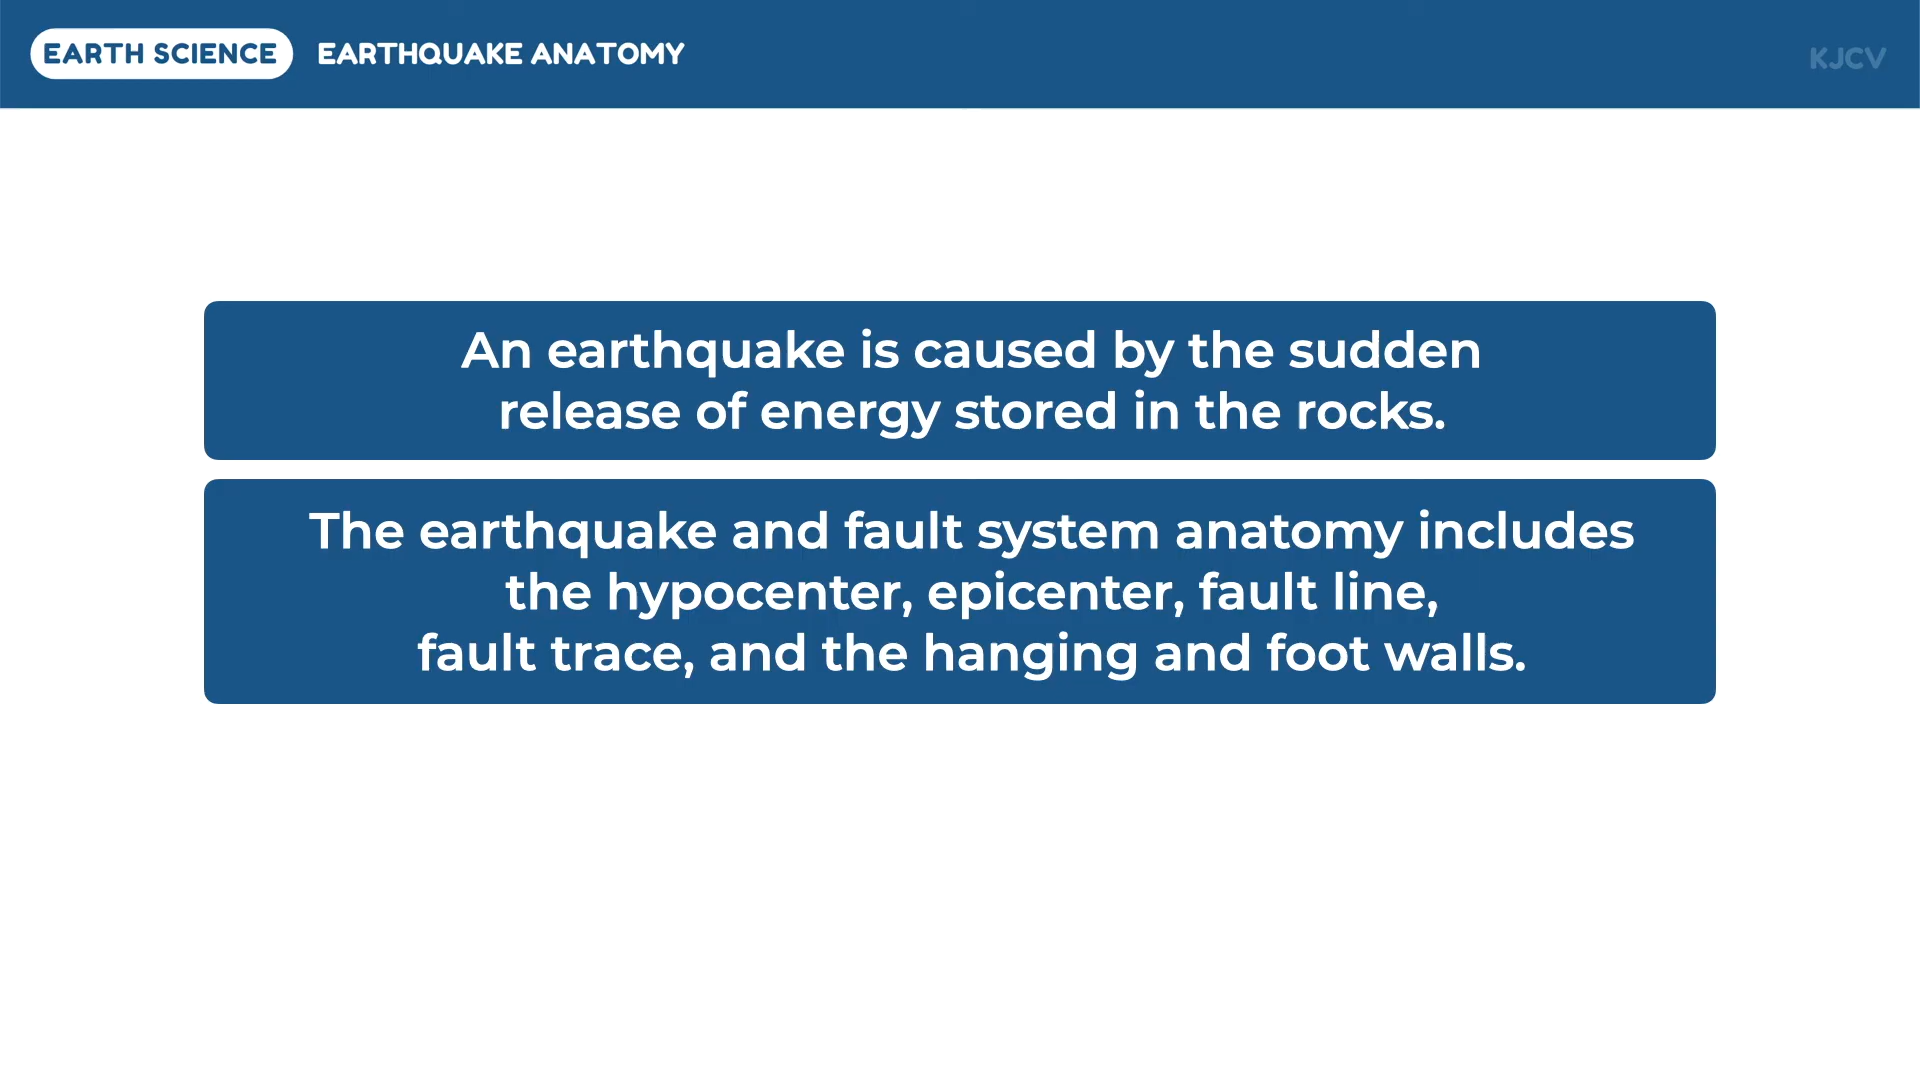 EARTH SCIENCE EARTHQUAKE ANATOMY KJCV
An earthquake is caused by the sudden
release of energy stored in the rocks.
The earthquake and fault system anatomy includes
the hypocenter, epicenter, fault line,
fault trace, and the hanging and foot walls.